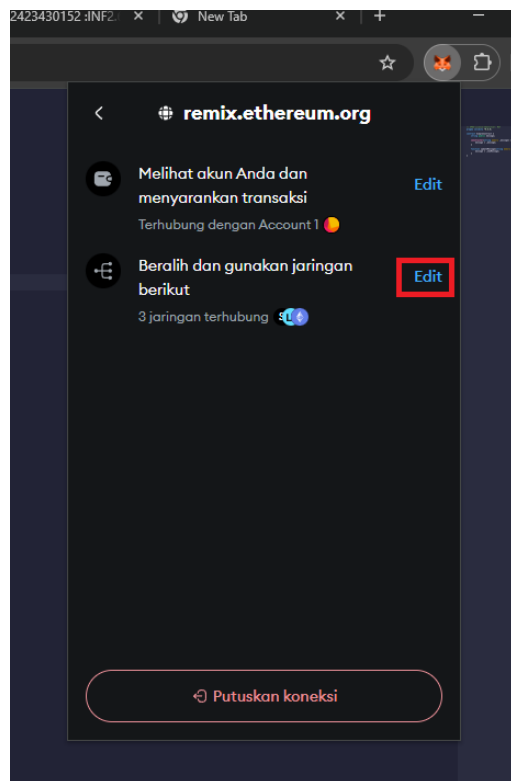 2423430152 :INF2.
New Tab
remix.ethereum.org
Melihat akun Anda dan
menyarankan transaksi
Edit
Terhubung dengan Account 1
Beralih dan gunakan jaringan
berikut
Edit
3 jaringan terhubung
Putuskan koneksi